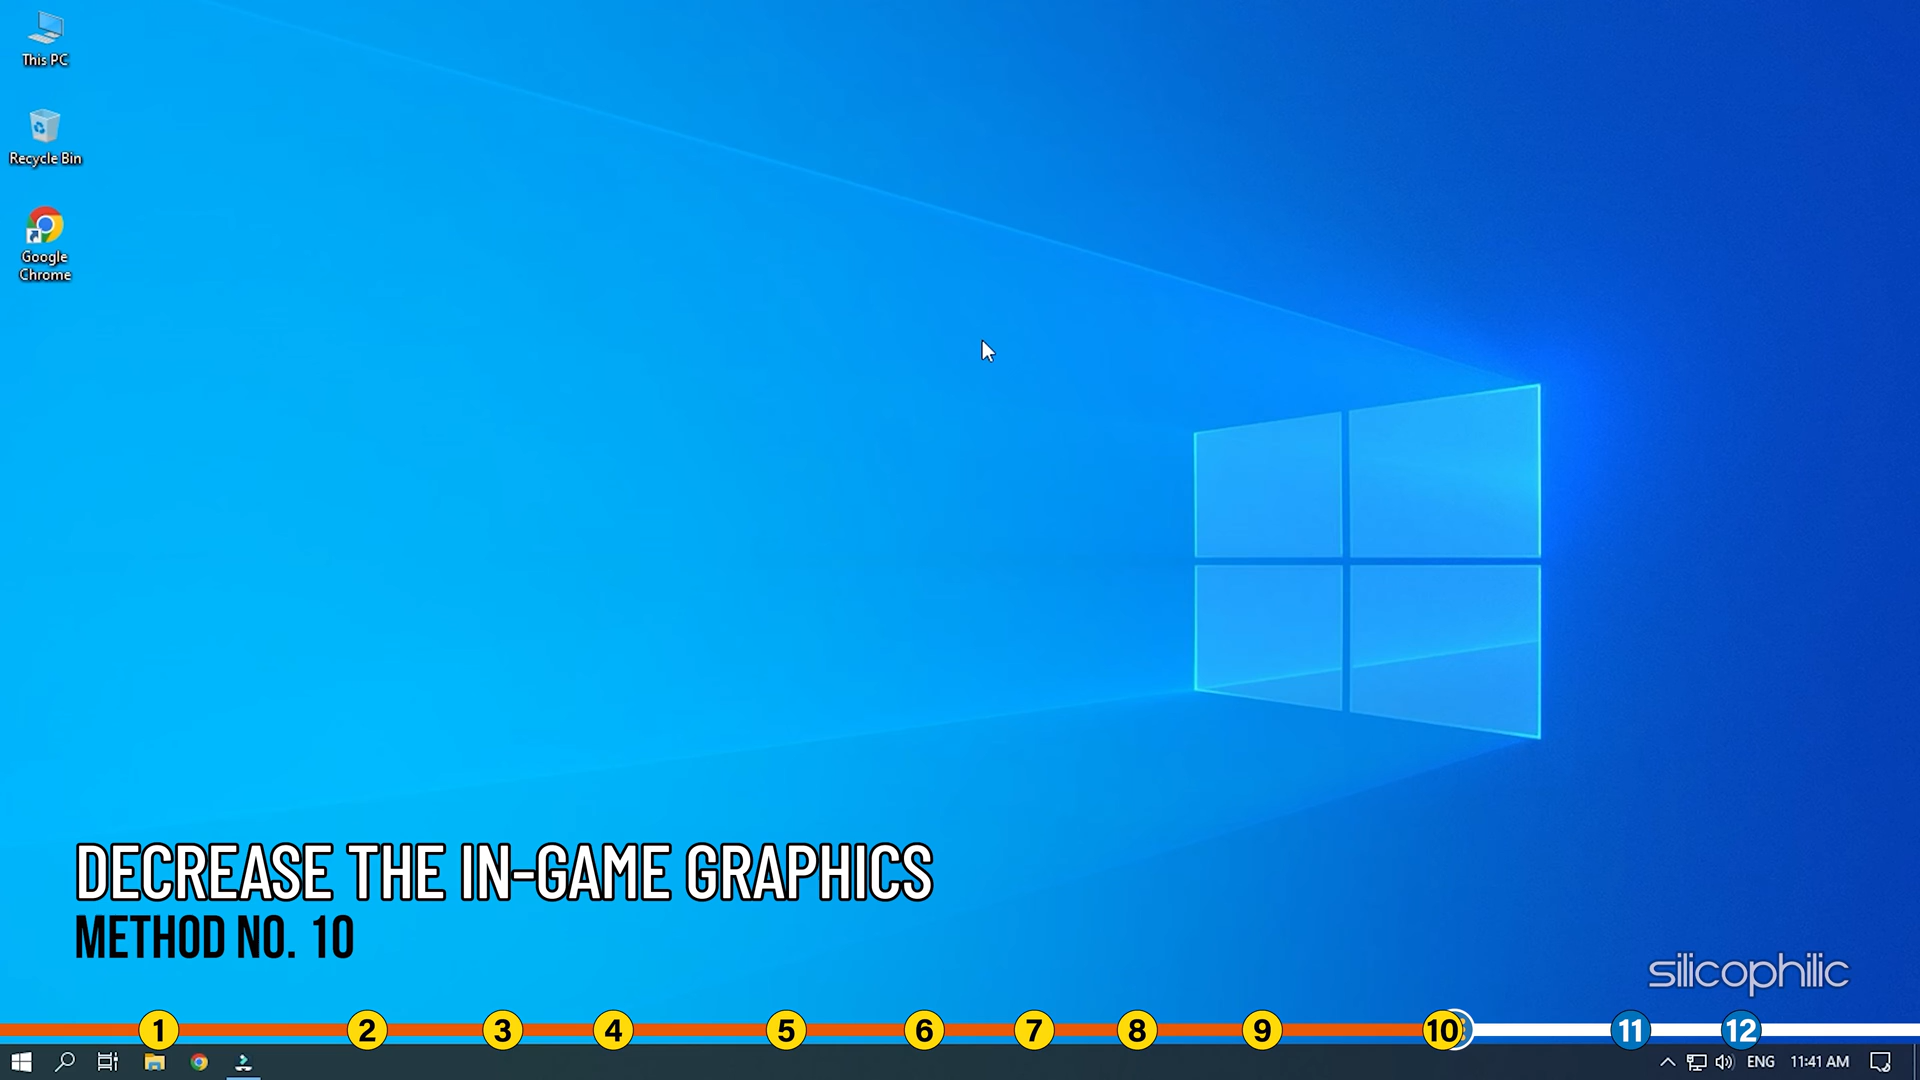 This PC
Recycle Bin
Google
Chrome
DECREASE THE IN-GAME GRAPHICS
METHOD NO. 10
silicophilic
1 2 3 4 5 6 7 8 9 10 11 12
ENG 11:41 AM